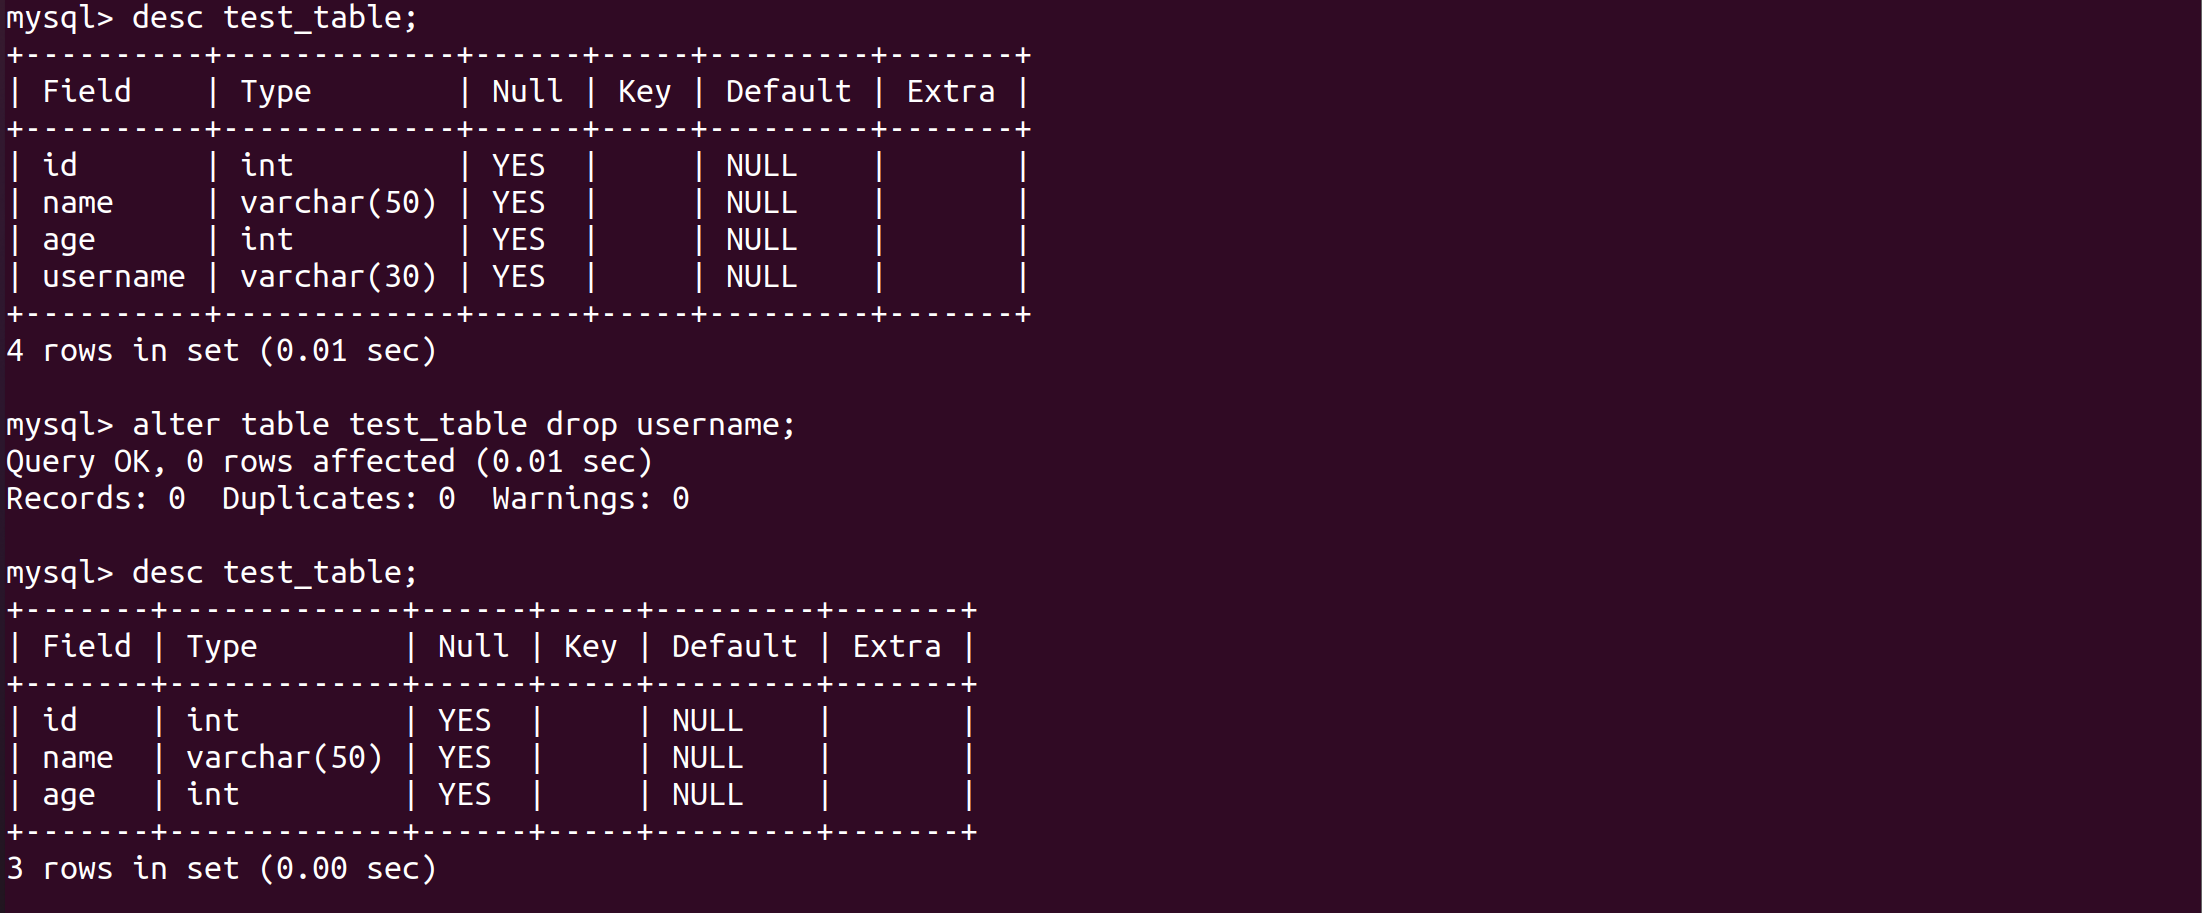 mysql> desc test_table;
+----------+-------------+------+-----+---------+-------+
| Field    | Type        | Null | Key | Default | Extra |
+----------+-------------+------+-----+---------+-------+
| id       | int         | YES  |     | NULL    |       |
| name     | varchar(50) | YES  |     | NULL    |       |
| age      | int         | YES  |     | NULL    |       |
| username | varchar(30) | YES  |     | NULL    |       |
+----------+-------------+------+-----+---------+-------+
4 rows in set (0.01 sec)

mysql> alter table test_table drop username;
Query OK, 0 rows affected (0.01 sec)
Records: 0  Duplicates: 0  Warnings: 0

mysql> desc test_table;
+-------+-------------+------+-----+---------+-------+
| Field | Type        | Null | Key | Default | Extra |
+-------+-------------+------+-----+---------+-------+
| id    | int         | YES  |     | NULL    |       |
| name  | varchar(50) | YES  |     | NULL    |       |
| age   | int         | YES  |     | NULL    |       |
+-------+-------------+------+-----+---------+-------+
3 rows in set (0.00 sec)